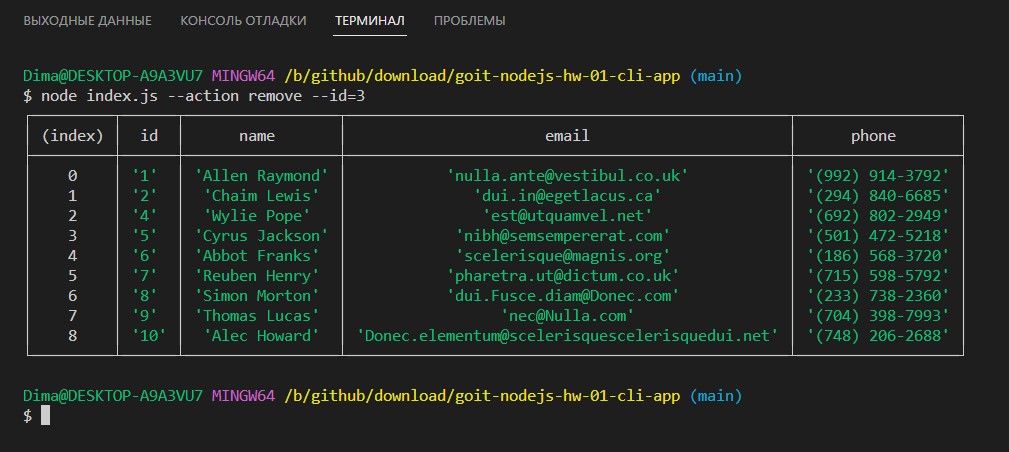 ВЫХОДНЫЕ ДАННЫЕ КОНСОЛЬ ОТЛАДКИ ТЕРМИНАЛ ПРОБЛЕМЫ
Dima@DESKTOP-A9A3VU7 MINGW64 /b/github/download/goit-nodejs-hw-01-cli-app (main)
$ node index.js --action remove --id=3
(index) id name email phone
0 '1' 'Allen Raymond' 'nulla.ante@vestibul.co.uk' '(992) 914-3792'
1 '2' 'Chaim Lewis' 'dui.in@egetlacus.ca' '(294) 840-6685'
2 '4' 'Wylie Pope' 'est@utquamvel.net' '(692) 802-2949'
3 '5' 'Cyrus Jackson' 'nibh@semsempererat.com' '(501) 472-5218'
4 '6' 'Abbot Franks' 'scelerisque@magnis.org' '(186) 568-3720'
5 '7' 'Reuben Henry' 'pharetra.ut@dictum.co.uk' '(715) 598-5792'
6 '8' 'Simon Morton' 'dui.Fusce.diam@Donec.com' '(233) 738-2360'
7 '9' 'Thomas Lucas' 'nec@Nulla.com' '(704) 398-7993'
8 '10' 'Alec Howard' 'Donec.elementum@scelerisquescelerisquedui.net' '(748) 206-2688'
Dima@DESKTOP-A9A3VU7 MINGW64 /b/github/download/goit-nodejs-hw-01-cli-app (main)
$